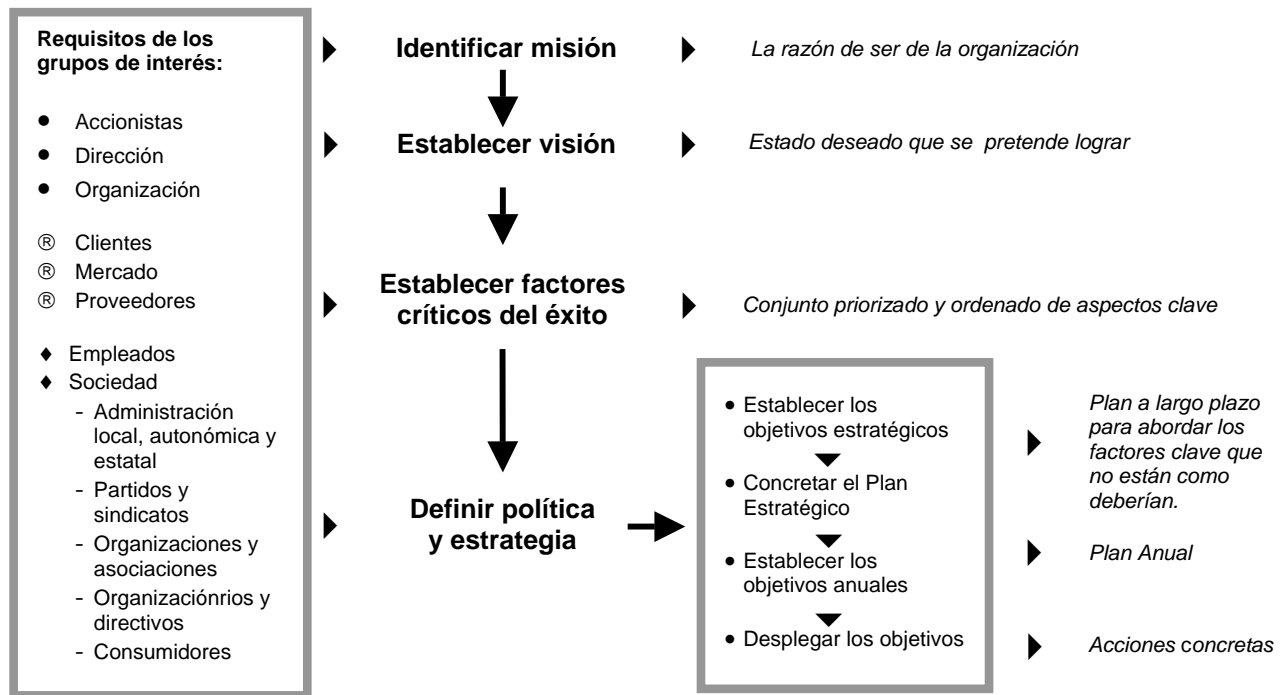 Requisitos de los
grupos de interés:
● Accionistas
● Dirección
● Organización
® Clientes
® Mercado
® Proveedores
♦ Empleados
♦ Sociedad
- Administración
local, autonómica y
estatal
- Partidos y
sindicatos
- Organizaciones y
asociaciones
- Organizaciónrios y
directivos
- Consumidores
Identificar misión
La razón de ser de la organización
Establecer visión
Estado deseado que se pretende lograr
Establecer factores
críticos del éxito
Conjunto priorizado y ordenado de aspectos clave
Definir política
y estrategia
● Establecer los
objetivos estratégicos
● Concretar el Plan
Estratégico
● Establecer los
objetivos anuales
● Desplegar los objetivos
Plan a largo plazo
para abordar los
factores clave que
no están como
deberían.
Plan Anual
Acciones concretas